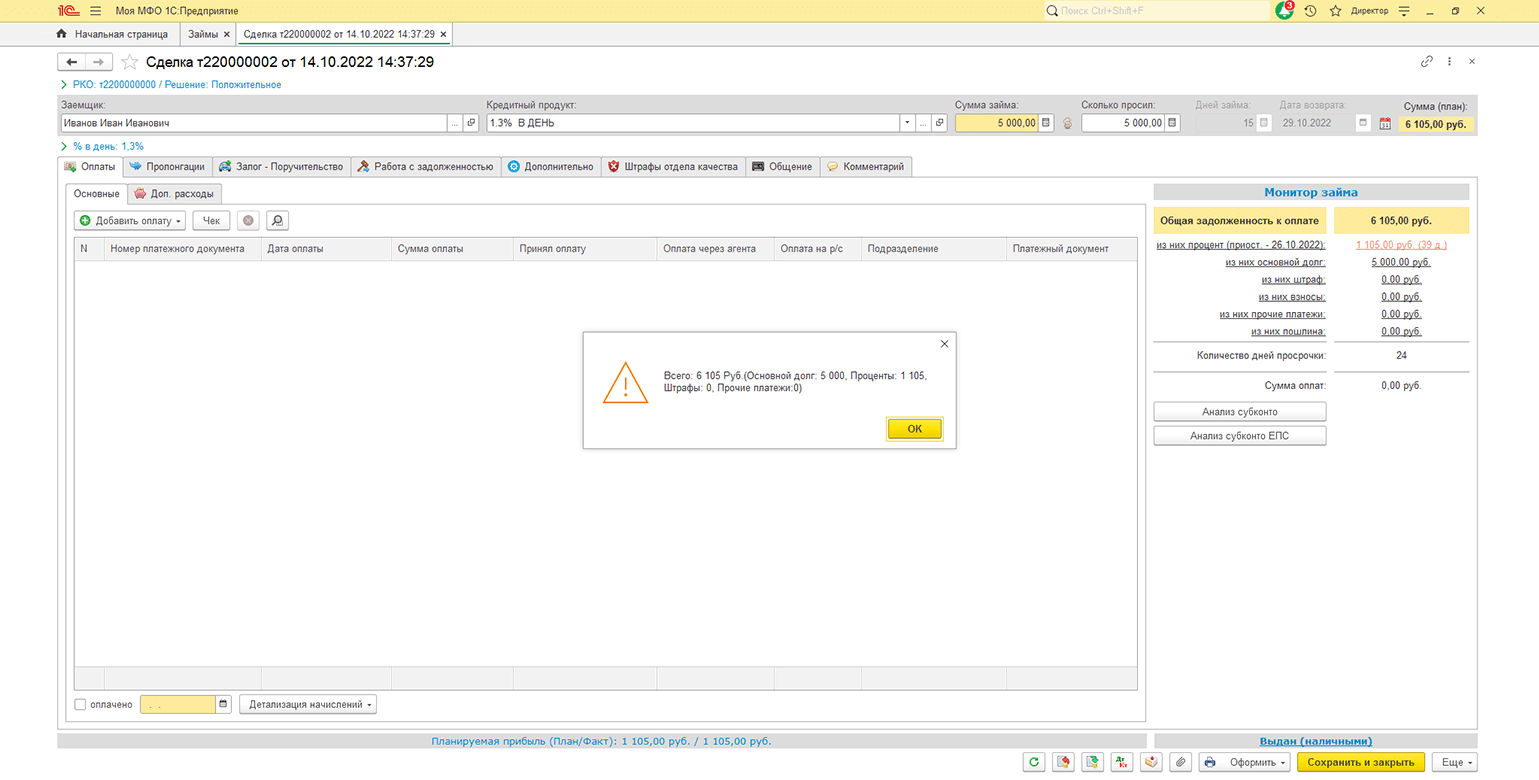 1С Моя МФО 1С:Предприятие Поиск Ctrl+Shift+F 3 Директор
Начальная страница Займы × Сделка т220000002 от 14.10.2022 14:37:29 ×
Сделка т220000002 от 14.10.2022 14:37:29
РКО: т2200000000 / Решение: Положительное
Заемщик: Кредитный продукт: Сумма займа: Сколько просил: Дней займа: Дата возврата: Сумма (план):
Иванов Иван Иванович ... 1.3% В ДЕНЬ ... 5 000,00 5 000,00 15 29.10.2022 6 105,00 руб.
% в день: 1,3%
Оплаты Пролонгации Залог - Поручительство Работа с задолженностью Дополнительно Штрафы отдела качества Общение Комментарий
Основные Доп. расходы
Добавить оплату Чек
N Номер платежного документа Дата оплаты Сумма оплаты Принял оплату Оплата через агента Оплата на р/с Подразделение Платежный документ
Монитор займа
Общая задолженность к оплате 6 105,00 руб.
из них процент (приост. - 26.10.2022): 1 105,00 руб. (39 д.)
из них основной долг: 5 000.00 руб.
из них штраф: 0,00 руб.
из них взносы: 0,00 руб.
из них прочие платежи: 0,00 руб.
из них пошлина: 0,00 руб.
Количество дней просрочки: 24
Сумма оплат: 0,00 руб.
Анализ субконто
Анализ субконто ЕПС
Всего: 6 105 Руб.(Основной долг: 5 000, Проценты: 1 105,
Штрафы: 0, Прочие платежи:0)
ОК
оплачено . . Детализация начислений
Планируемая прибыль (План/Факт): 1 105,00 руб. / 1 105,00 руб. Выдан (наличными)
Дт Кт Оформить Сохранить и закрыть Еще